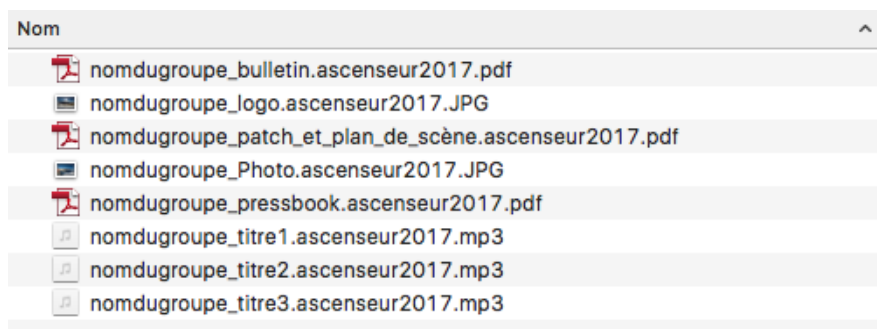 Nom
nomdugroupe_bulletin.ascenseur2017.pdf
nomdugroupe_logo.ascenseur2017.JPG
nomdugroupe_patch_et_plan_de_scène.ascenseur2017.pdf
nomdugroupe_Photo.ascenseur2017.JPG
nomdugroupe_pressbook.ascenseur2017.pdf
nomdugroupe_titre1.ascenseur2017.mp3
nomdugroupe_titre2.ascenseur2017.mp3
nomdugroupe_titre3.ascenseur2017.mp3